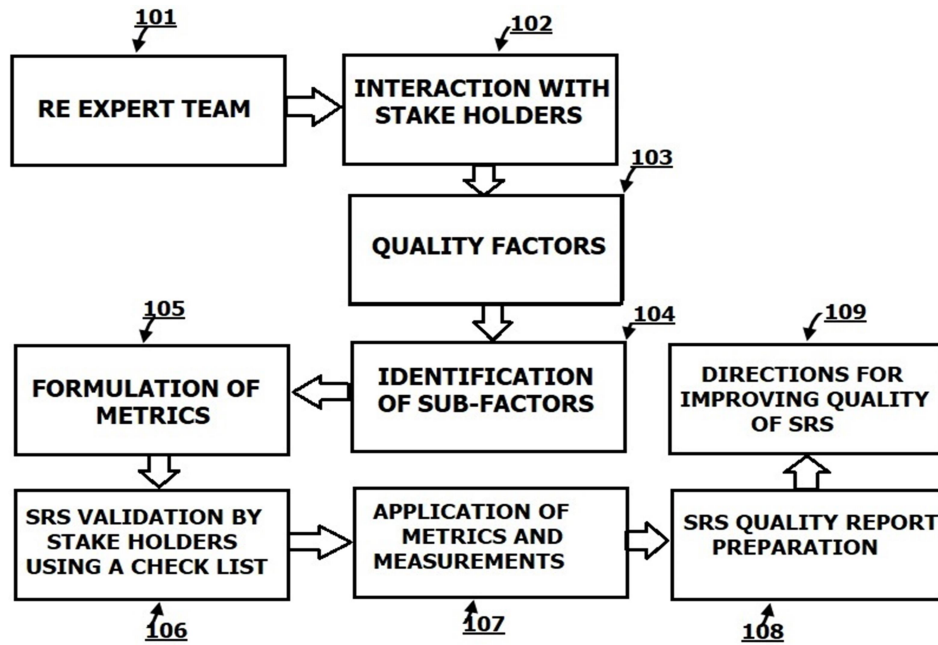 101
RE EXPERT TEAM
102
INTERACTION WITH
STAKE HOLDERS
103
QUALITY FACTORS
104
IDENTIFICATION
OF SUB-FACTORS
105
FORMULATION OF
METRICS
SRS VALIDATION BY
STAKE HOLDERS
USING A CHECK LIST
106
APPLICATION OF
METRICS AND
MEASUREMENTS
107
SRS QUALITY REPORT
PREPARATION
108
109
DIRECTIONS FOR
IMPROVING QUALITY
OF SRS